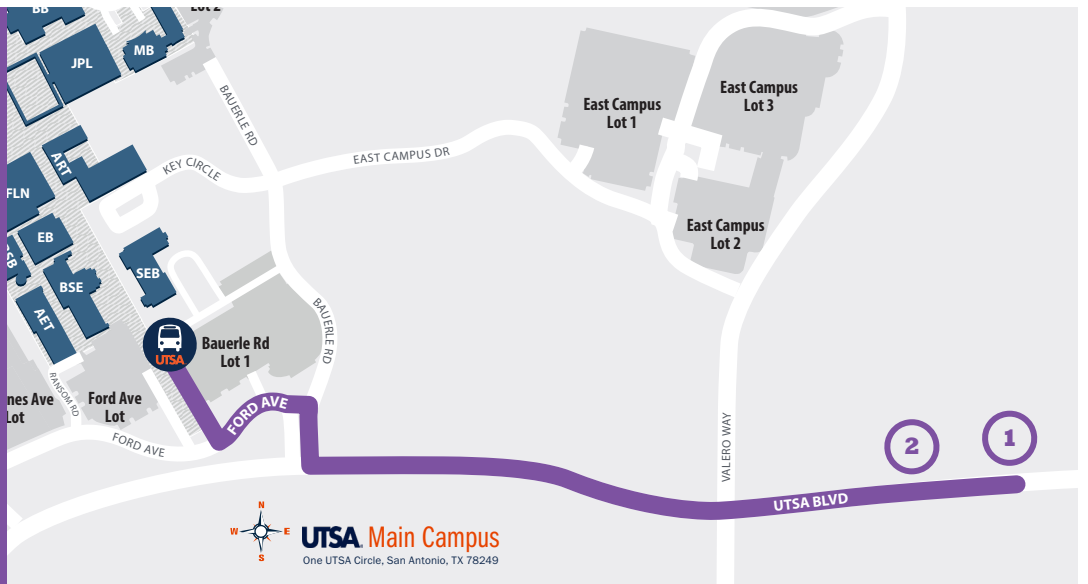 BB
Lot 2
JPL
MB
BAUERLE RD
East Campus
Lot 1
East Campus
Lot 3
ART
KEY CIRCLE
EAST CAMPUS DR
FLN
EB
East Campus
Lot 2
SEB
BSE
AET
UTSA
Bauerle Rd
Lot 1
BAUERLE RD
RANSOM RD
nes Ave
Lot
Ford Ave
Lot
FORD AVE
FORD AVE
VALERO WAY
2
1
UTSA BLVD
N
W E
S
UTSA. Main Campus
One UTSA Circle, San Antonio, TX 78249